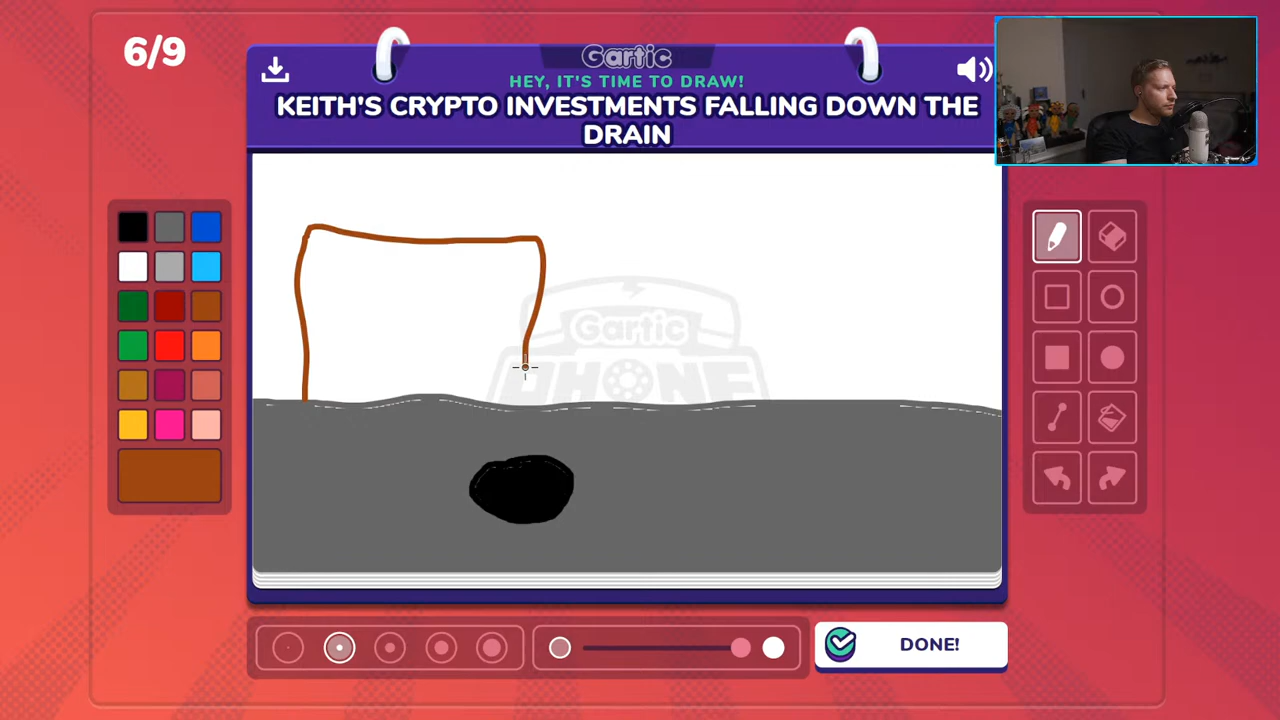 6/9
Gartic
HEY, IT'S TIME TO DRAW!
KEITH'S CRYPTO INVESTMENTS FALLING DOWN THE
DRAIN
Gartic
PHONE
DONE!